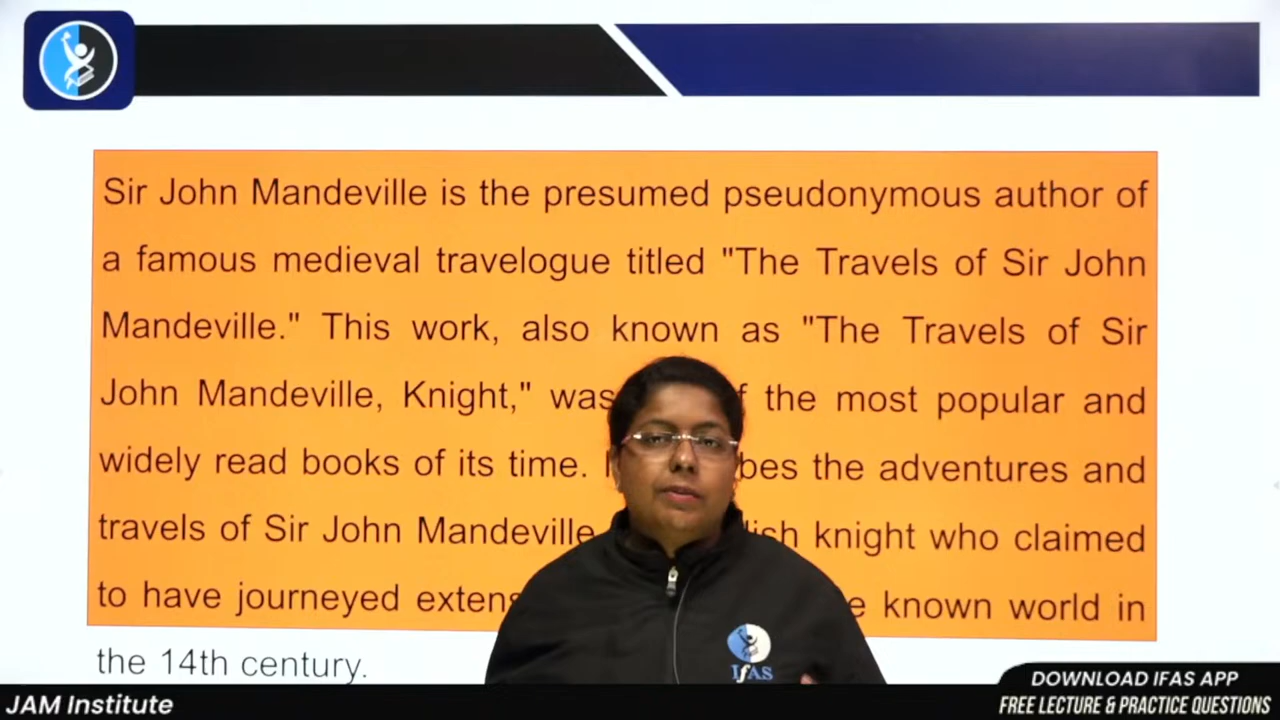 Sir John Mandeville is the presumed pseudonymous author of
a famous medieval travelogue titled "The Travels of Sir John
Mandeville." This work, also known as "The Travels of Sir
John Mandeville, Knight," was the most popular and
widely read books of its time. the adventures and
travels of Sir John Mandeville knight who claimed
to have journeyed known world in
the 14th century.
IFAS
JAM Institute
DOWNLOAD IFAS APP
FREE LECTURE & PRACTICE QUESTIONS